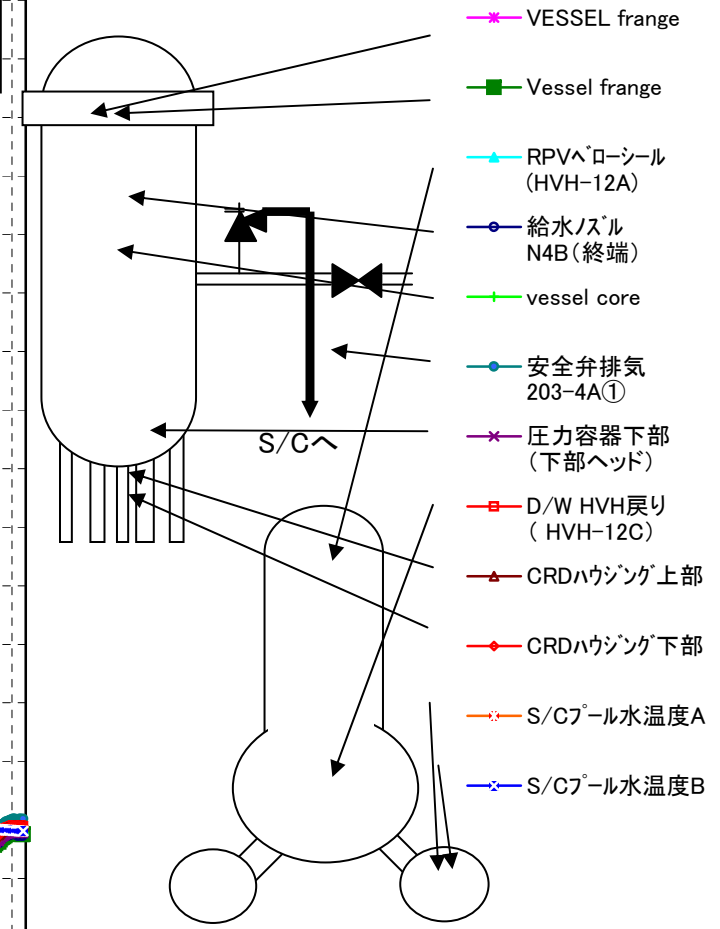 VESSEL frange
Vessel frange
RPVベローシール
(HVH-12A)
給水ノズル
N4B(終端)
vessel core
安全弁排気
203-4A①
圧力容器下部
(下部ヘッド)
D/W HVH戻り
( HVH-12C)
CRDハウジング上部
CRDハウジング下部
S/Cプール水温度A
S/Cプール水温度B
S/Cへ